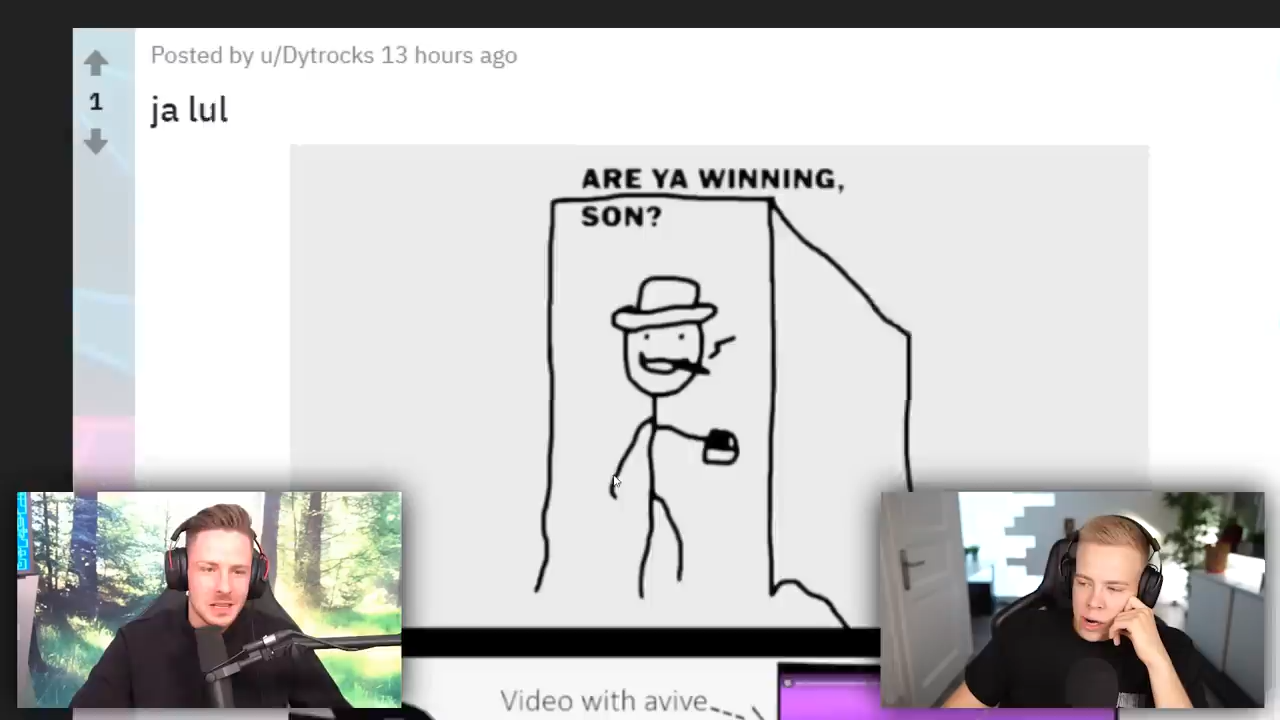 Posted by u/Dytrocks 13 hours ago
1
ja lul
ARE YA WINNING,
SON?
Video with avive